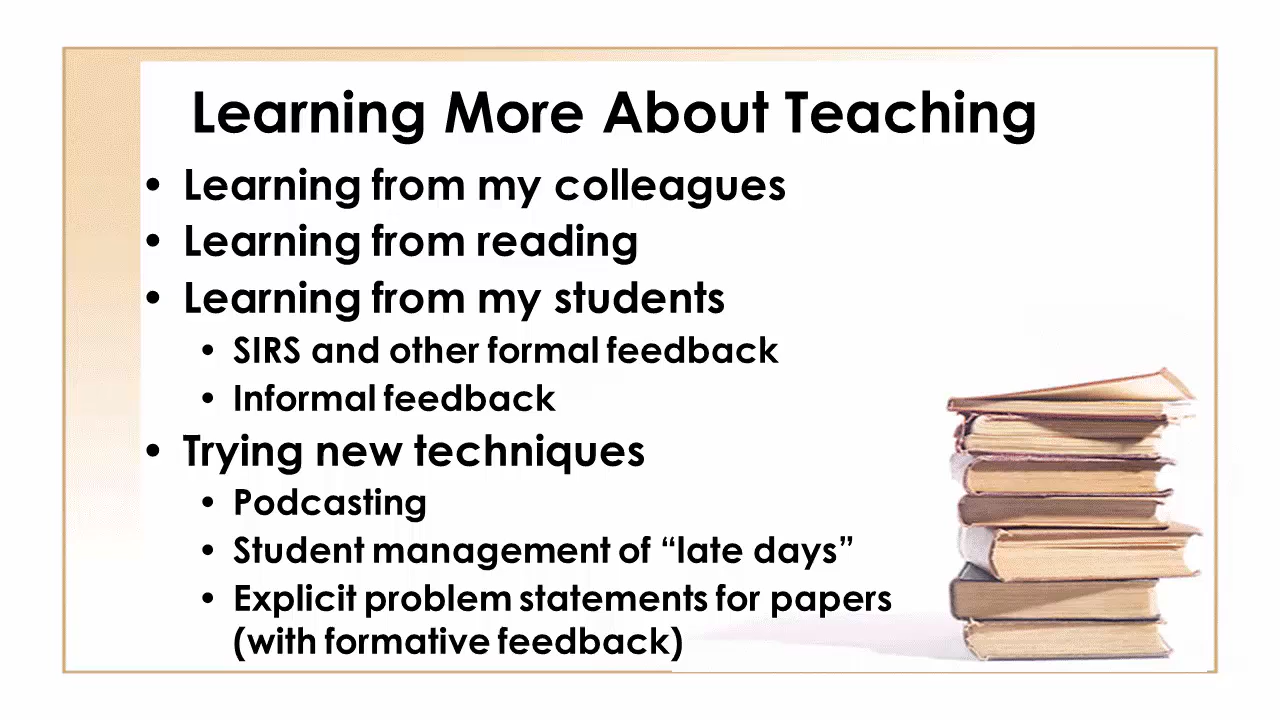 Learning More About Teaching
• Learning from my colleagues
• Learning from reading
• Learning from my students
• SIRS and other formal feedback
• Informal feedback
• Trying new techniques
• Podcasting
• Student management of “late days”
• Explicit problem statements for papers
(with formative feedback)